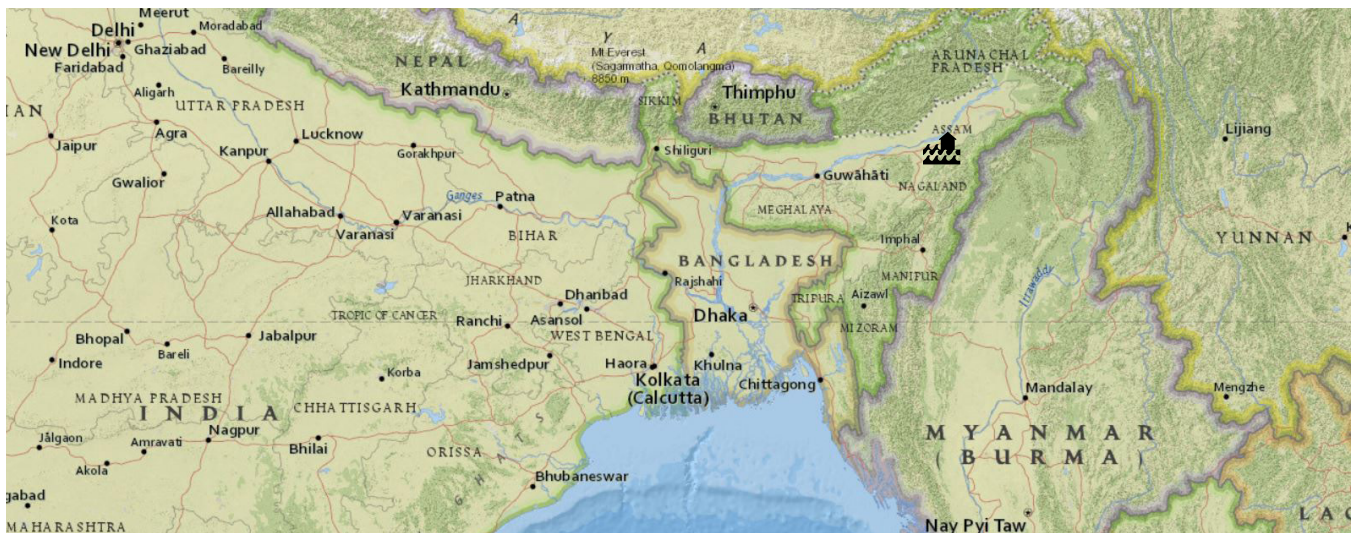 Meerut
Moradabad
Delhi
New Delhi
Ghaziabad
Faridabad
Bareilly
Aligarh
UTTAR PRADESH
Agra
Jaipur
Lucknow
Kanpur
Gwalior
Gorakhpur
Kota
Allahabad
Varanasi
Varanasi
Ganges
Patna
BIHAR
NEPAL
Kathmandu
Mt Everest
(Sagarmatha, Qomolangma)
8850 m
Y
A
A
SIKKIM
Thimphu
BHUTAN
Shiliguri
ARUNACHAL
PRADESH
ASSAM
Guwāhāti
NAGALAND
MEGHALAYA
Imphal
MANIPUR
BANGLADESH
Rajshahi
Dhaka
TRIPURA
Aizawl
MIZORAM
Khulna
Chittagong
JHARKHAND
Dhanbad
Asansol
Ranchi
WEST BENGAL
Jamshedpur
Haora
Kolkata
(Calcutta)
TROPIC OF CANCER
Bhopal
Bareli
Jabalpur
Indore
Korba
MADHYA PRADESH
INDIA
CHHATTISGARH
Jālgaon
Amravati
Nagpur
Bhilai
Akola
ORISSA
GHATS
Bhubaneswar
gabad
MAHARASHTRA
Lijiang
YUNNAN
Irrawaddy
Mandalay
Mengzhe
MYANMAR
(BURMA)
Nay Pyi Taw